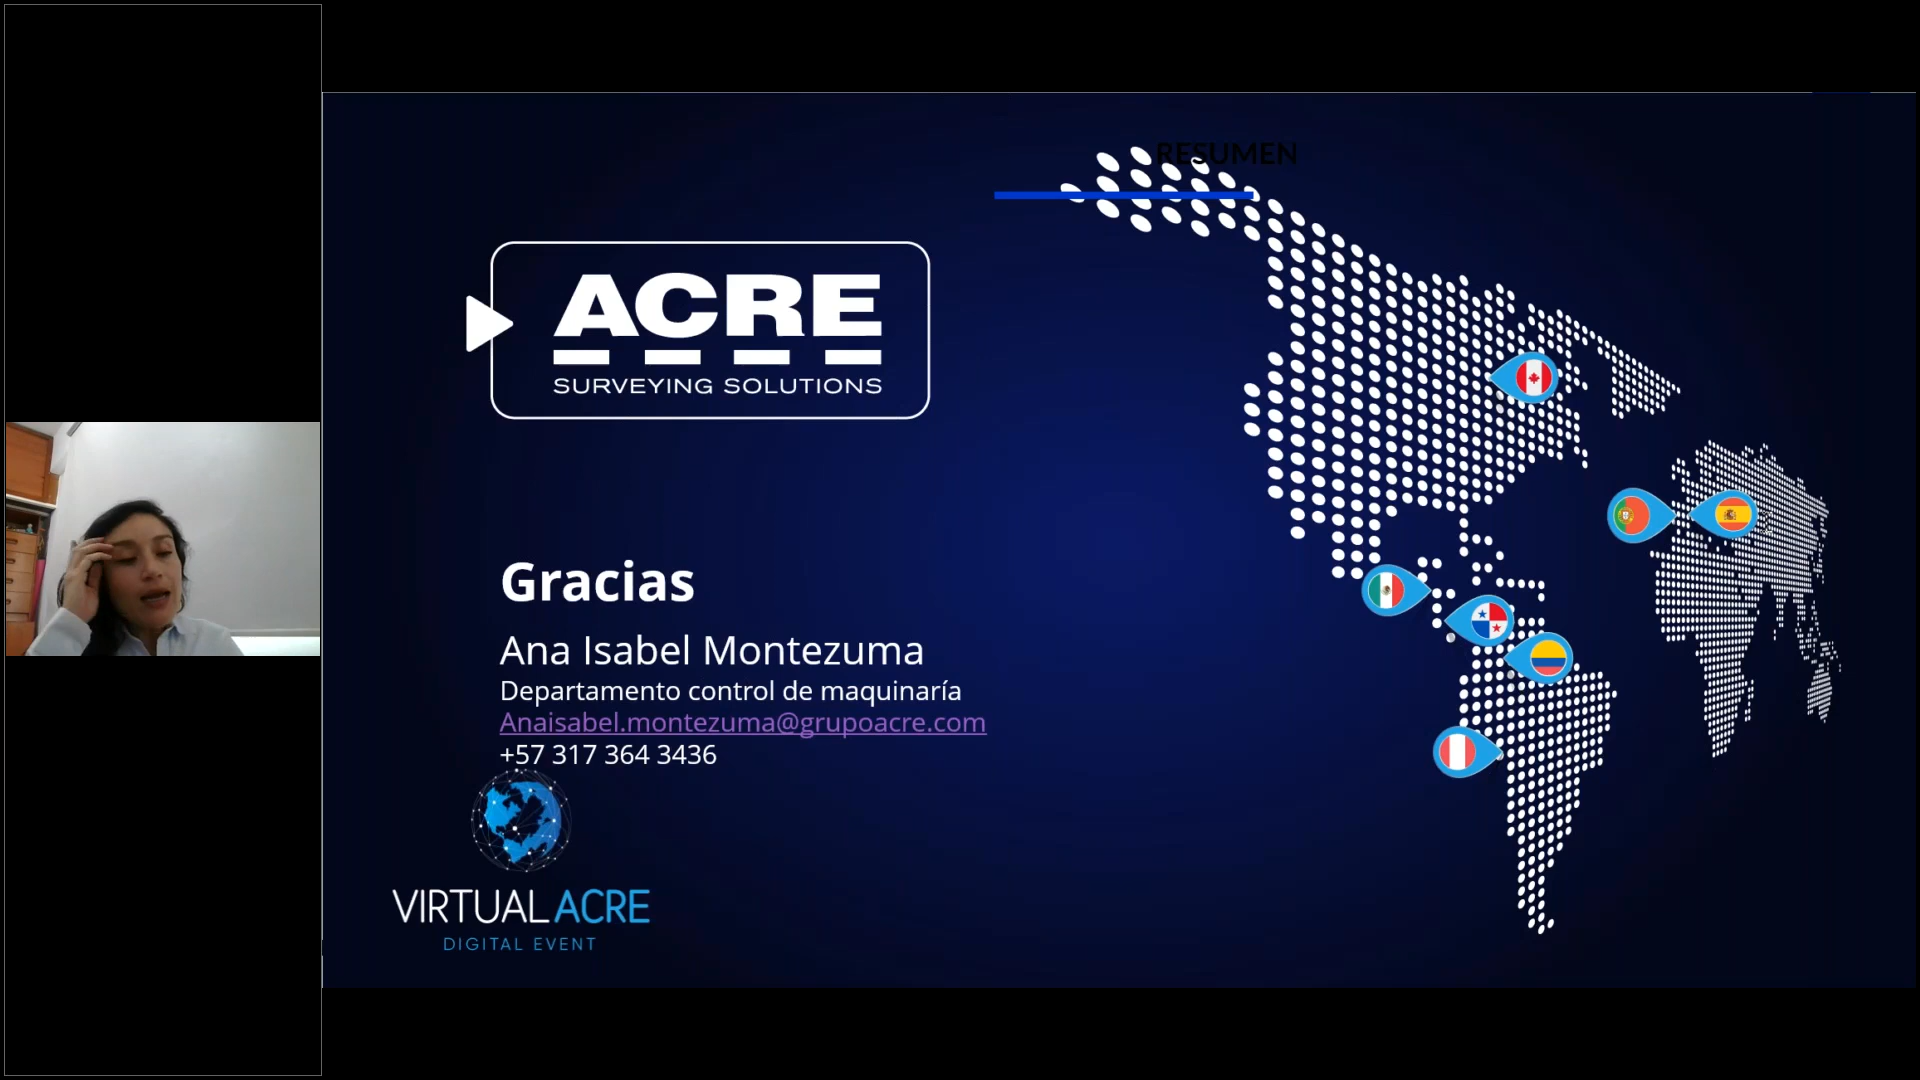 RESUMEN
ACRE
SURVEYING SOLUTIONS
Gracias
Ana Isabel Montezuma
Departamento control de maquinaría
Anaisabel.montezuma@grupoacre.com
+57 317 364 3436
VIRTUAL ACRE
DIGITAL EVENT